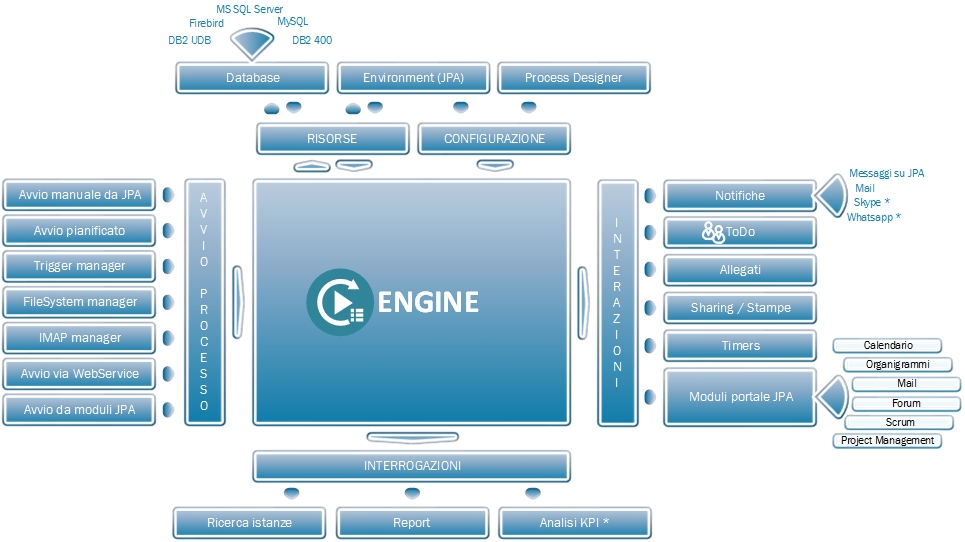 MS SQL Server
Firebird
MySQL
DB2 UDB
DB2 400
Database
Environment (JPA)
Process Designer
RISORSE
CONFIGURAZIONE
Avvio manuale da JPA
Avvio pianificato
Trigger manager
FileSystem manager
IMAP manager
Avvio via WebService
Avvio da moduli JPA
AVVIO PROCESSO
ENGINE
INTERAZIONI
Notifiche
ToDo
Allegati
Sharing / Stampe
Timers
Moduli portale JPA
Messaggi su JPA
Mail
Skype *
Whatsapp *
Calendario
Organigrammi
Mail
Forum
Scrum
Project Management
INTERROGAZIONI
Ricerca istanze
Report
Analisi KPI *